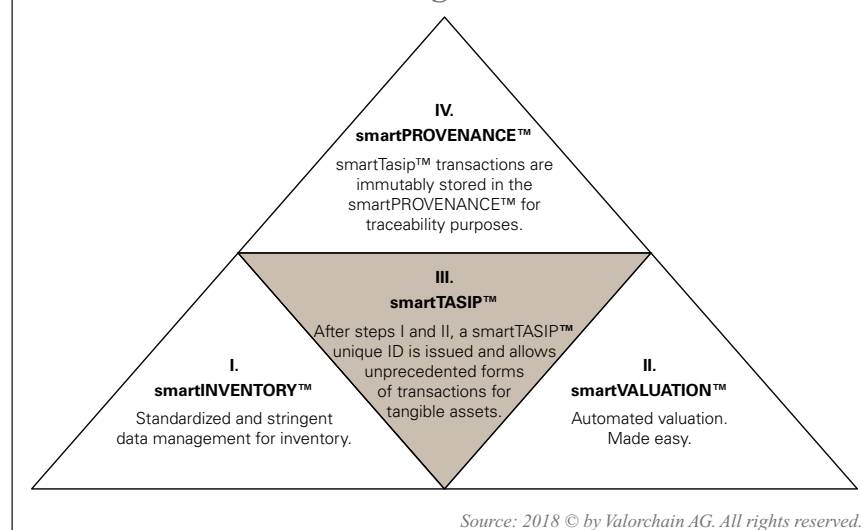 IV.
smartPROVENANCE™
smartTasip™ transactions are
immutably stored in the
smartPROVENANCE™ for
traceability purposes.
III.
smartTASIP™
After steps I and II, a smartTASIP™
unique ID is issued and allows
unprecedented forms
of transactions for
tangible assets.
I.
smartINVENTORY™
Standardized and stringent
data management for inventory.
II.
smartVALUATION™
Automated valuation.
Made easy.
Source: 2018 © by Valorchain AG. All rights reserved.